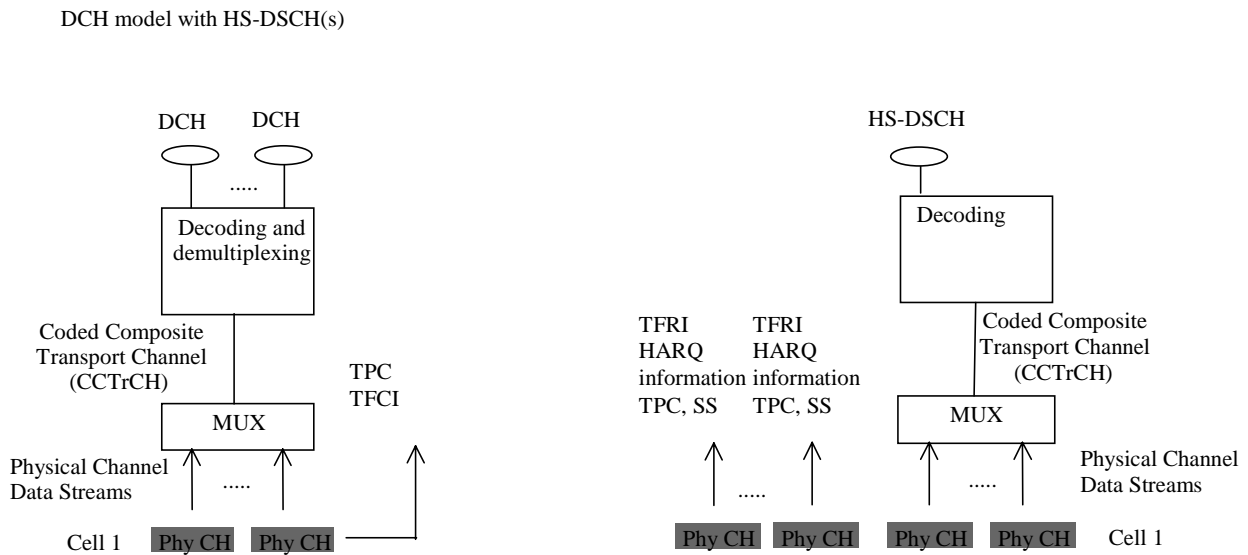 DCH model with HS-DSCH(s)
DCH DCH
.....
Decoding and
demultiplexing
Coded Composite
Transport Channel
(CCTrCH)
TPC
TFCI
MUX
Physical Channel
Data Streams
.....
Cell 1 Phy CH Phy CH
HS-DSCH
Decoding
TFRI
HARQ
information
TPC, SS
TFRI
HARQ
information
TPC, SS
Coded Composite
Transport Channel
(CCTrCH)
MUX
Physical Channel
Data Streams
..... .....
Phy CH Phy CH Phy CH Phy CH Cell 1